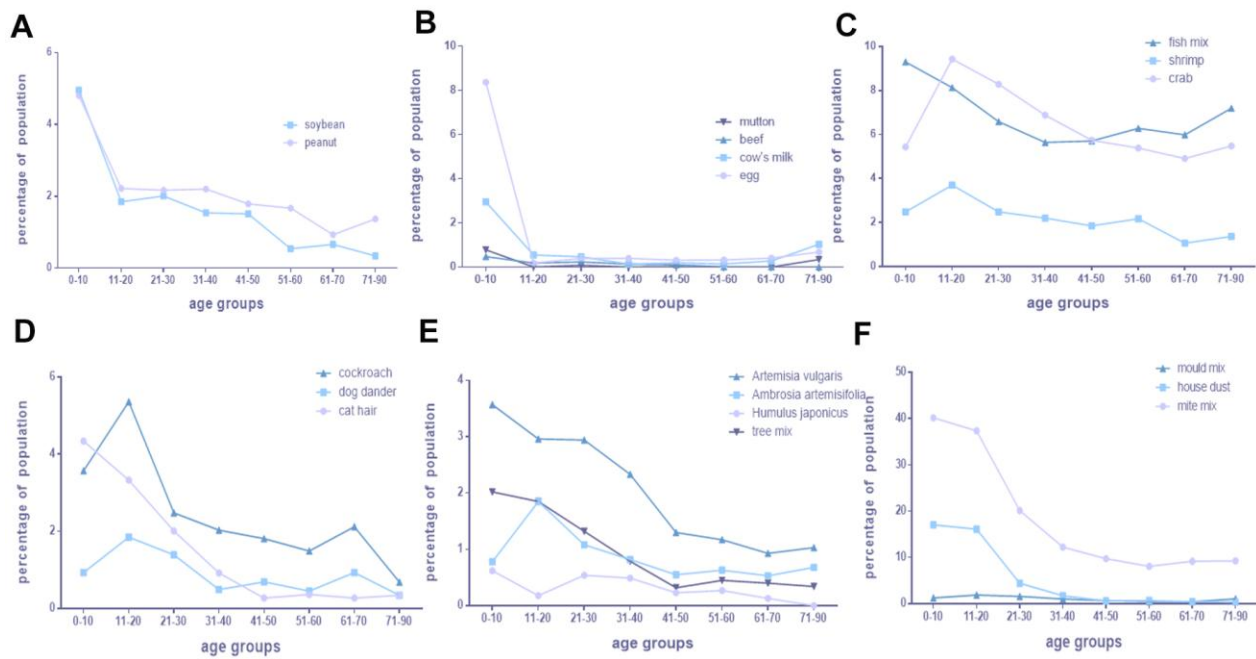 A
percentage of population
6
4
2
0
soybean
peanut
0-10 11-20 21-30 31-40 41-50 51-60 61-70 71-90
age groups
B
percentage of population
10
8
6
4
2
0
mutton
beef
cow's milk
egg
0-10 11-20 21-30 31-40 41-50 51-60 61-70 71-90
age groups
C
percentage of population
10
8
6
4
2
0
fish mix
shrimp
crab
0-10 11-20 21-30 31-40 41-50 51-60 61-70 71-90
age groups
D
percentage of population
6
4
2
0
cockroach
dog dander
cat hair
0-10 11-20 21-30 31-40 41-50 51-60 61-70 71-90
age groups
E
percentage of population
4
3
2
1
0
Artemisia vulgaris
Ambrosia artemisifolia
Humulus japonicus
tree mix
0-10 11-20 21-30 31-40 41-50 51-60 61-70 71-90
age groups
F
percentage of population
50
40
30
20
10
0
mould mix
house dust
mite mix
0-10 11-20 21-30 31-40 41-50 51-60 61-70 71-90
age groups